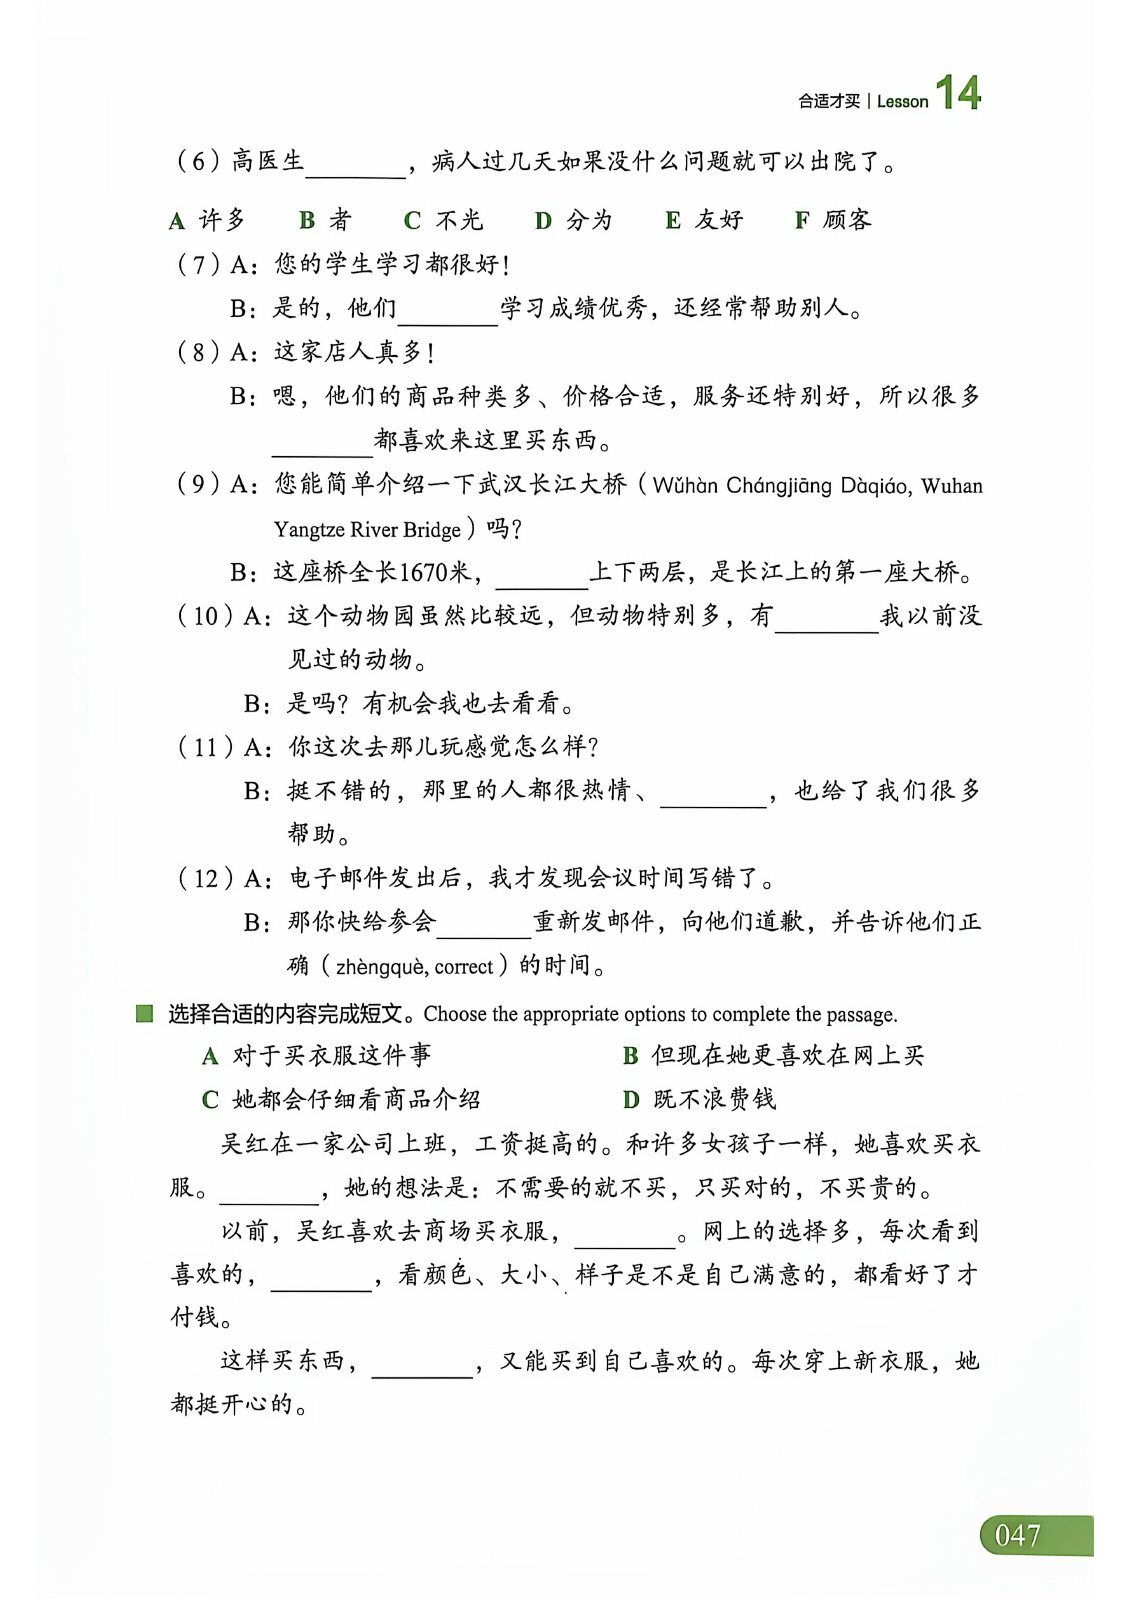 合适才买 | Lesson 14
（6）高医生________，病人过几天如果没什么问题就可以出院了。
A 许多 B 者 C 不光 D 分为 E 友好 F 顾客
（7）A：您的学生学习都很好！
B：是的，他们________学习成绩优秀，还经常帮助别人。
（8）A：这家店人真多！
B：嗯，他们的商品种类多、价格合适，服务还特别好，所以很多
________都喜欢来这里买东西。
（9）A：您能简单介绍一下武汉长江大桥（Wǔhàn Chángjiāng Dàqiáo, Wuhan
Yangtze River Bridge）吗？
B：这座桥全长1670米，________上下两层，是长江上的第一座大桥。
（10）A：这个动物园虽然比较远，但动物特别多，有________我以前没
见过的动物。
B：是吗？有机会我也去看看。
（11）A：你这次去那儿玩感觉怎么样？
B：挺不错的，那里的人都很热情、________，也给了我们很多
帮助。
（12）A：电子邮件发出后，我才发现会议时间写错了。
B：那你快给参会________重新发邮件，向他们道歉，并告诉他们正
确（zhèngquè, correct）的时间。
选择合适的内容完成短文。Choose the appropriate options to complete the passage.
A 对于买衣服这件事 B 但现在她更喜欢在网上买
C 她都会仔细看商品介绍 D 既不浪费钱
吴红在一家公司上班，工资挺高的。和许多女孩子一样，她喜欢买衣
服。________，她的想法是：不需要的就不买，只买对的，不买贵的。
以前，吴红喜欢去商场买衣服，________。网上的选择多，每次看到
喜欢的，________，看颜色、大小、样子是不是自己满意的，都看好了才
付钱。
这样买东西，________，又能买到自己喜欢的。每次穿上新衣服，她
都挺开心的。
047